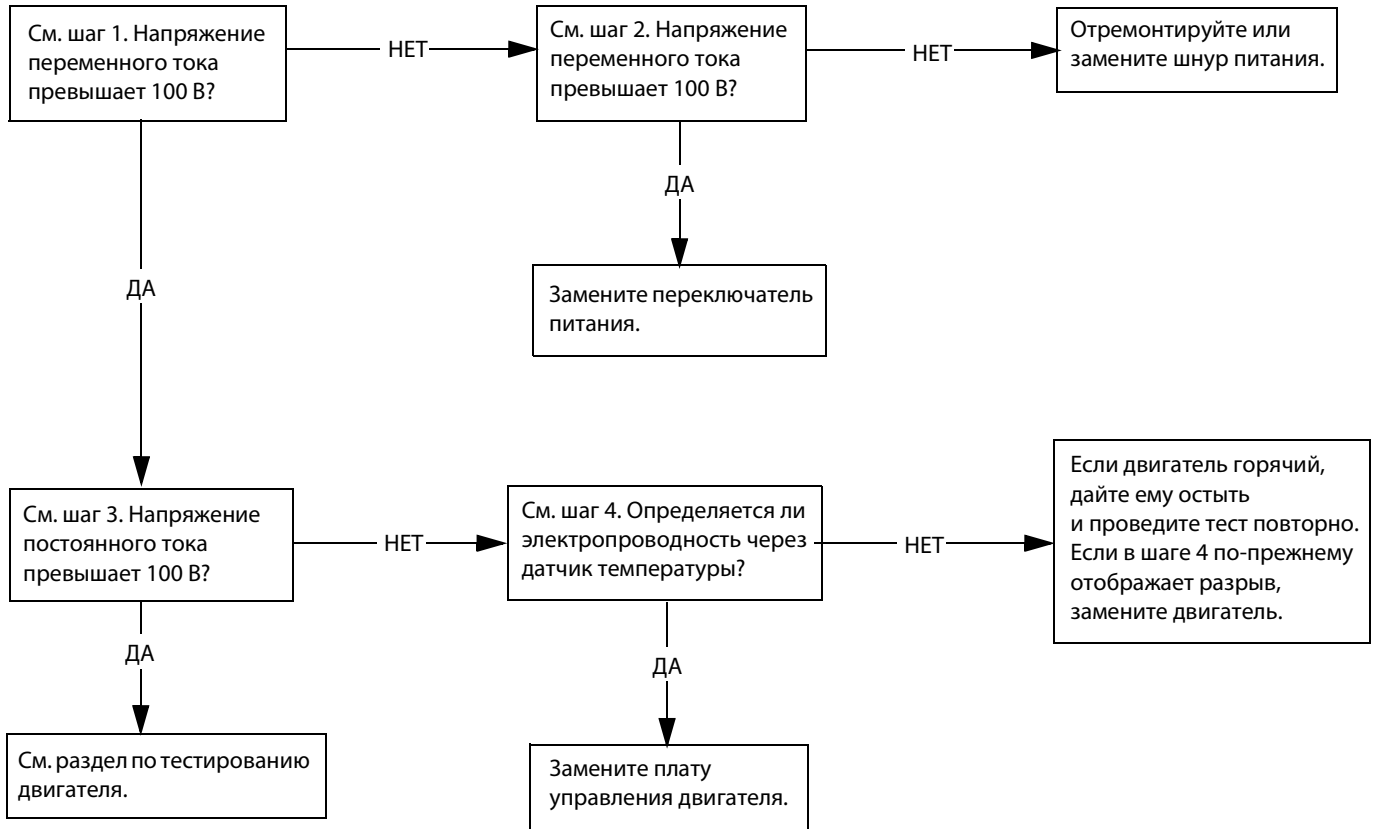 См. шаг 1. Напряжение
переменного тока
превышает 100 В?
НЕТ
См. шаг 2. Напряжение
переменного тока
превышает 100 В?
НЕТ
Отремонтируйте или
замените шнур питания.
ДА
ДА
Замените переключатель
питания.
См. шаг 3. Напряжение
постоянного тока
превышает 100 В?
НЕТ
См. шаг 4. Определяется ли
электропроводность через
датчик температуры?
НЕТ
Если двигатель горячий,
дайте ему остыть
и проведите тест повторно.
Если в шаге 4 по-прежнему
отображает разрыв,
замените двигатель.
ДА
ДА
См. раздел по тестированию
двигателя.
Замените плату
управления двигателя.